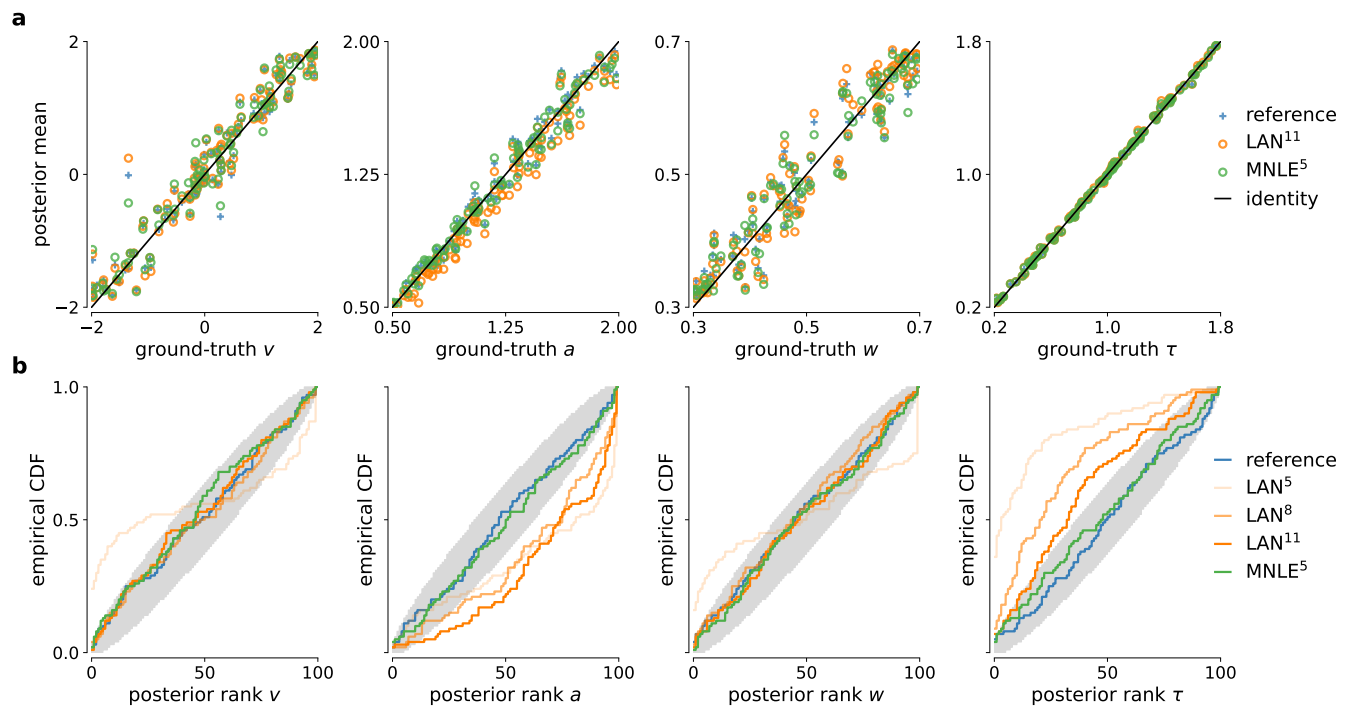 a
posterior mean
2
0
−2
−2 0 2
ground-truth v
2.00
1.25
0.50
0.50 1.25 2.00
ground-truth a
0.7
0.5
0.3
0.3 0.5 0.7
ground-truth w
1.8
1.0
0.2
0.2 1.0 1.8
ground-truth τ
reference
LAN¹¹
MNLE⁵
identity
b
empirical CDF
1.0
0.5
0.0
0 50 100
posterior rank v
empirical CDF
0 50 100
posterior rank a
empirical CDF
0 50 100
posterior rank w
empirical CDF
0 50 100
posterior rank τ
reference
LAN⁵
LAN⁸
LAN¹¹
MNLE⁵